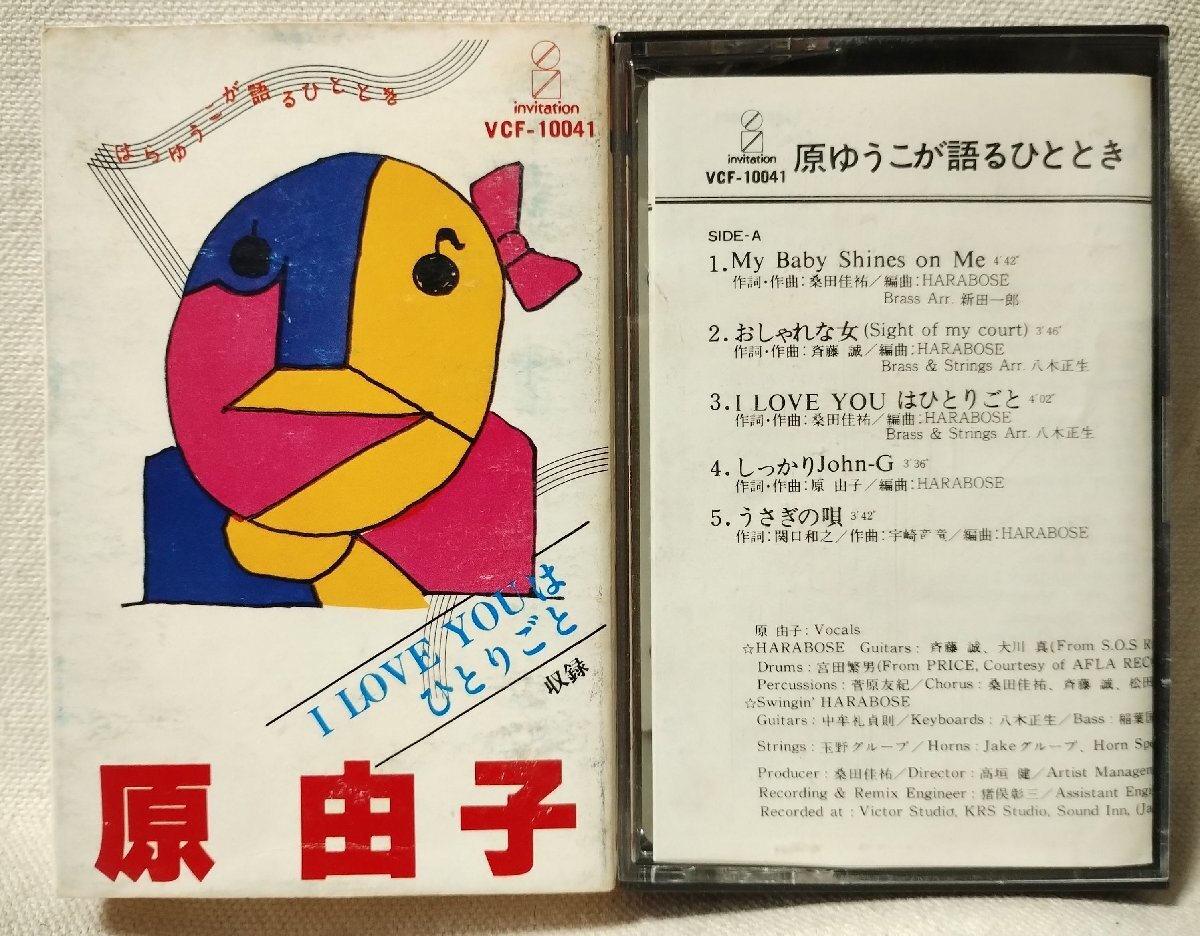 はらゆうこが語るひととき
invitation
VCF-10041
I LOVE YOUは
ひとりごと
収録
原 由子
invitation
VCF-10041
原ゆうこが語るひととき
SIDE-A
1. My Baby Shines on Me 4'42"
作詞・作曲:桑田佳祐/編曲:HARABOSE
Brass Arr. 新田一郎
2. おしゃれな女(Sight of my court) 3'46"
作詞・作曲:斉藤 誠/編曲:HARABOSE
Brass & Strings Arr. 八木正生
3. I LOVE YOU はひとりごと 4'02"
作詞・作曲:桑田佳祐/編曲:HARABOSE
Brass & Strings Arr. 八木正生
4. しっかりJohn-G 3'36"
作詞・作曲:原 由子/編曲:HARABOSE
5. うさぎの唄 3'42"
作詞:関口和之/作曲:宇崎竜童/編曲:HARABOSE
原 由子:Vocals
☆HARABOSE Guitars:斉藤 誠、大川 真(From S.O.S
Drums:宮田繁男(From PRICE, Courtesy of AFLA
Percussions:菅原友紀/Chorus:桑田佳祐、斉藤 誠、松田
☆Swingin' HARABOSE
Guitars:中牟礼貞則/Keyboards:八木正生/Bass:稲葉国
Strings:玉野グループ/Horns:Jakeグループ、Horn
Producer:桑田佳祐/Director:高垣 健/Artist
Recording & Remix Engineer:猪俣彰三/Assistant
Recorded at:Victor Studio, KRS Studio, Sound Inn,